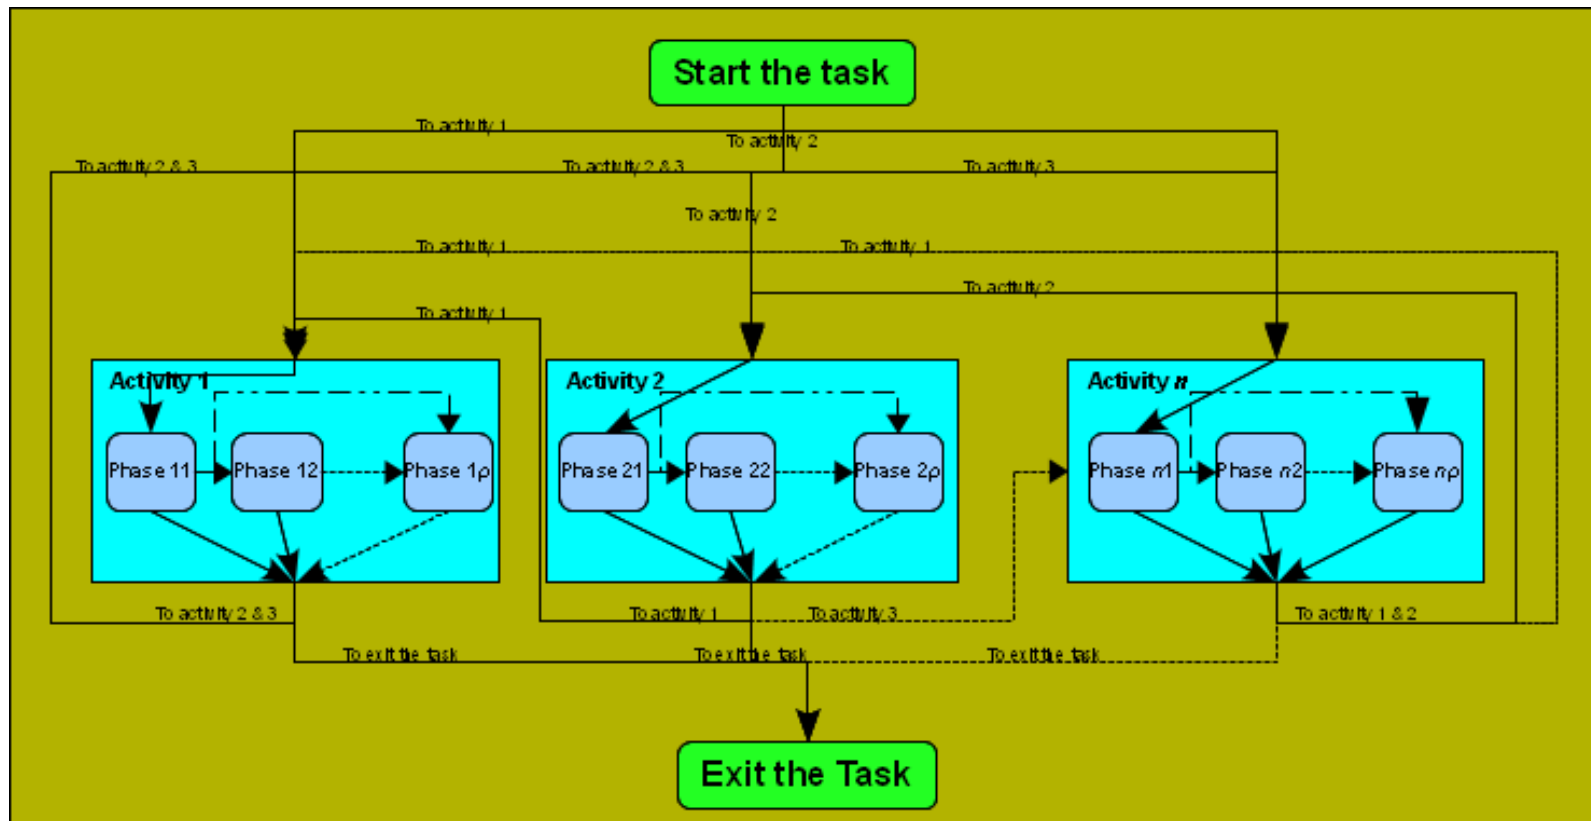 Start the task
To activity 1
To activity 2
To activity 2 & 3
To activity 2 & 3
To activity 3
To activity 2
To activity 1
To activity 1
To activity 2
To activity 1
Activity 1
Activity 2
Activity n
Phase 11
Phase 12
Phase 1ρ
Phase 21
Phase 22
Phase 2ρ
Phase n1
Phase n2
Phase nρ
To activity 2 & 3
To activity 1
To activity 3
To activity 1 & 2
To exit the task
To exit the task
To exit the task
Exit the Task